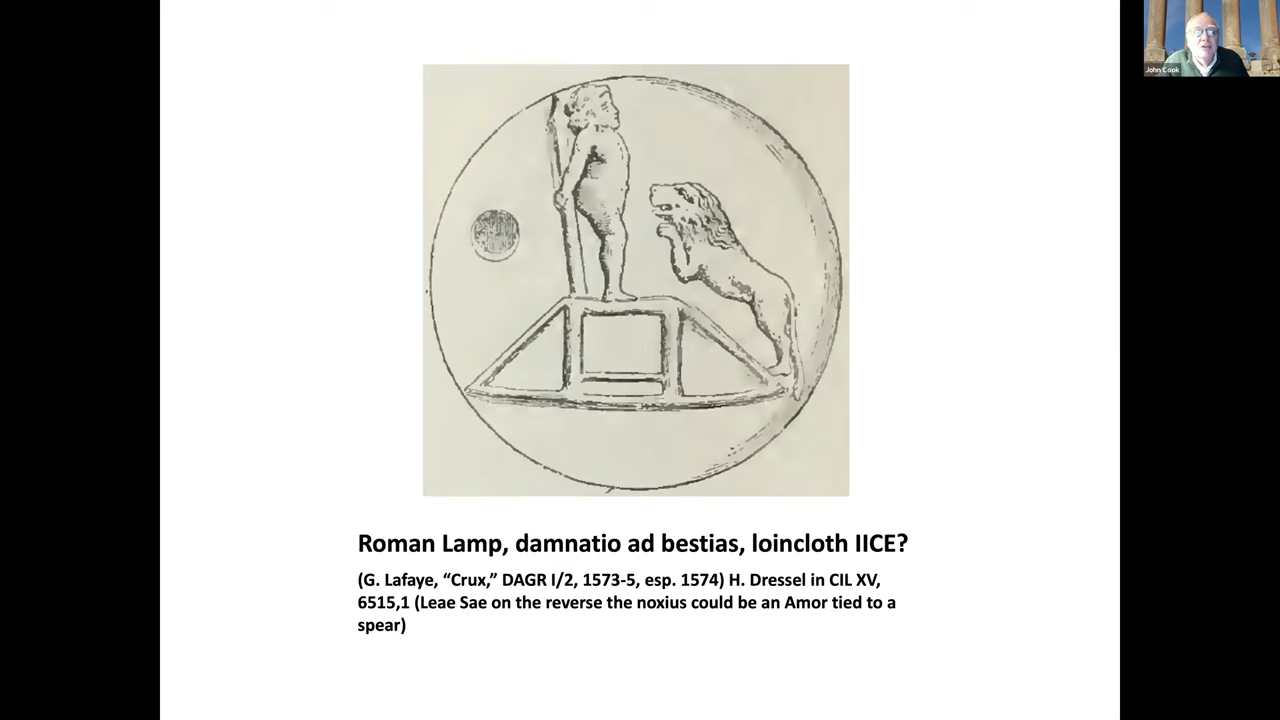 John Cook
Roman Lamp, damnatio ad bestias, loincloth IICE?
(G. Lafaye, “Crux,” DAGR I/2, 1573-5, esp. 1574) H. Dressel in CIL XV,
6515,1 (Leae Sae on the reverse the noxius could be an Amor tied to a
spear)